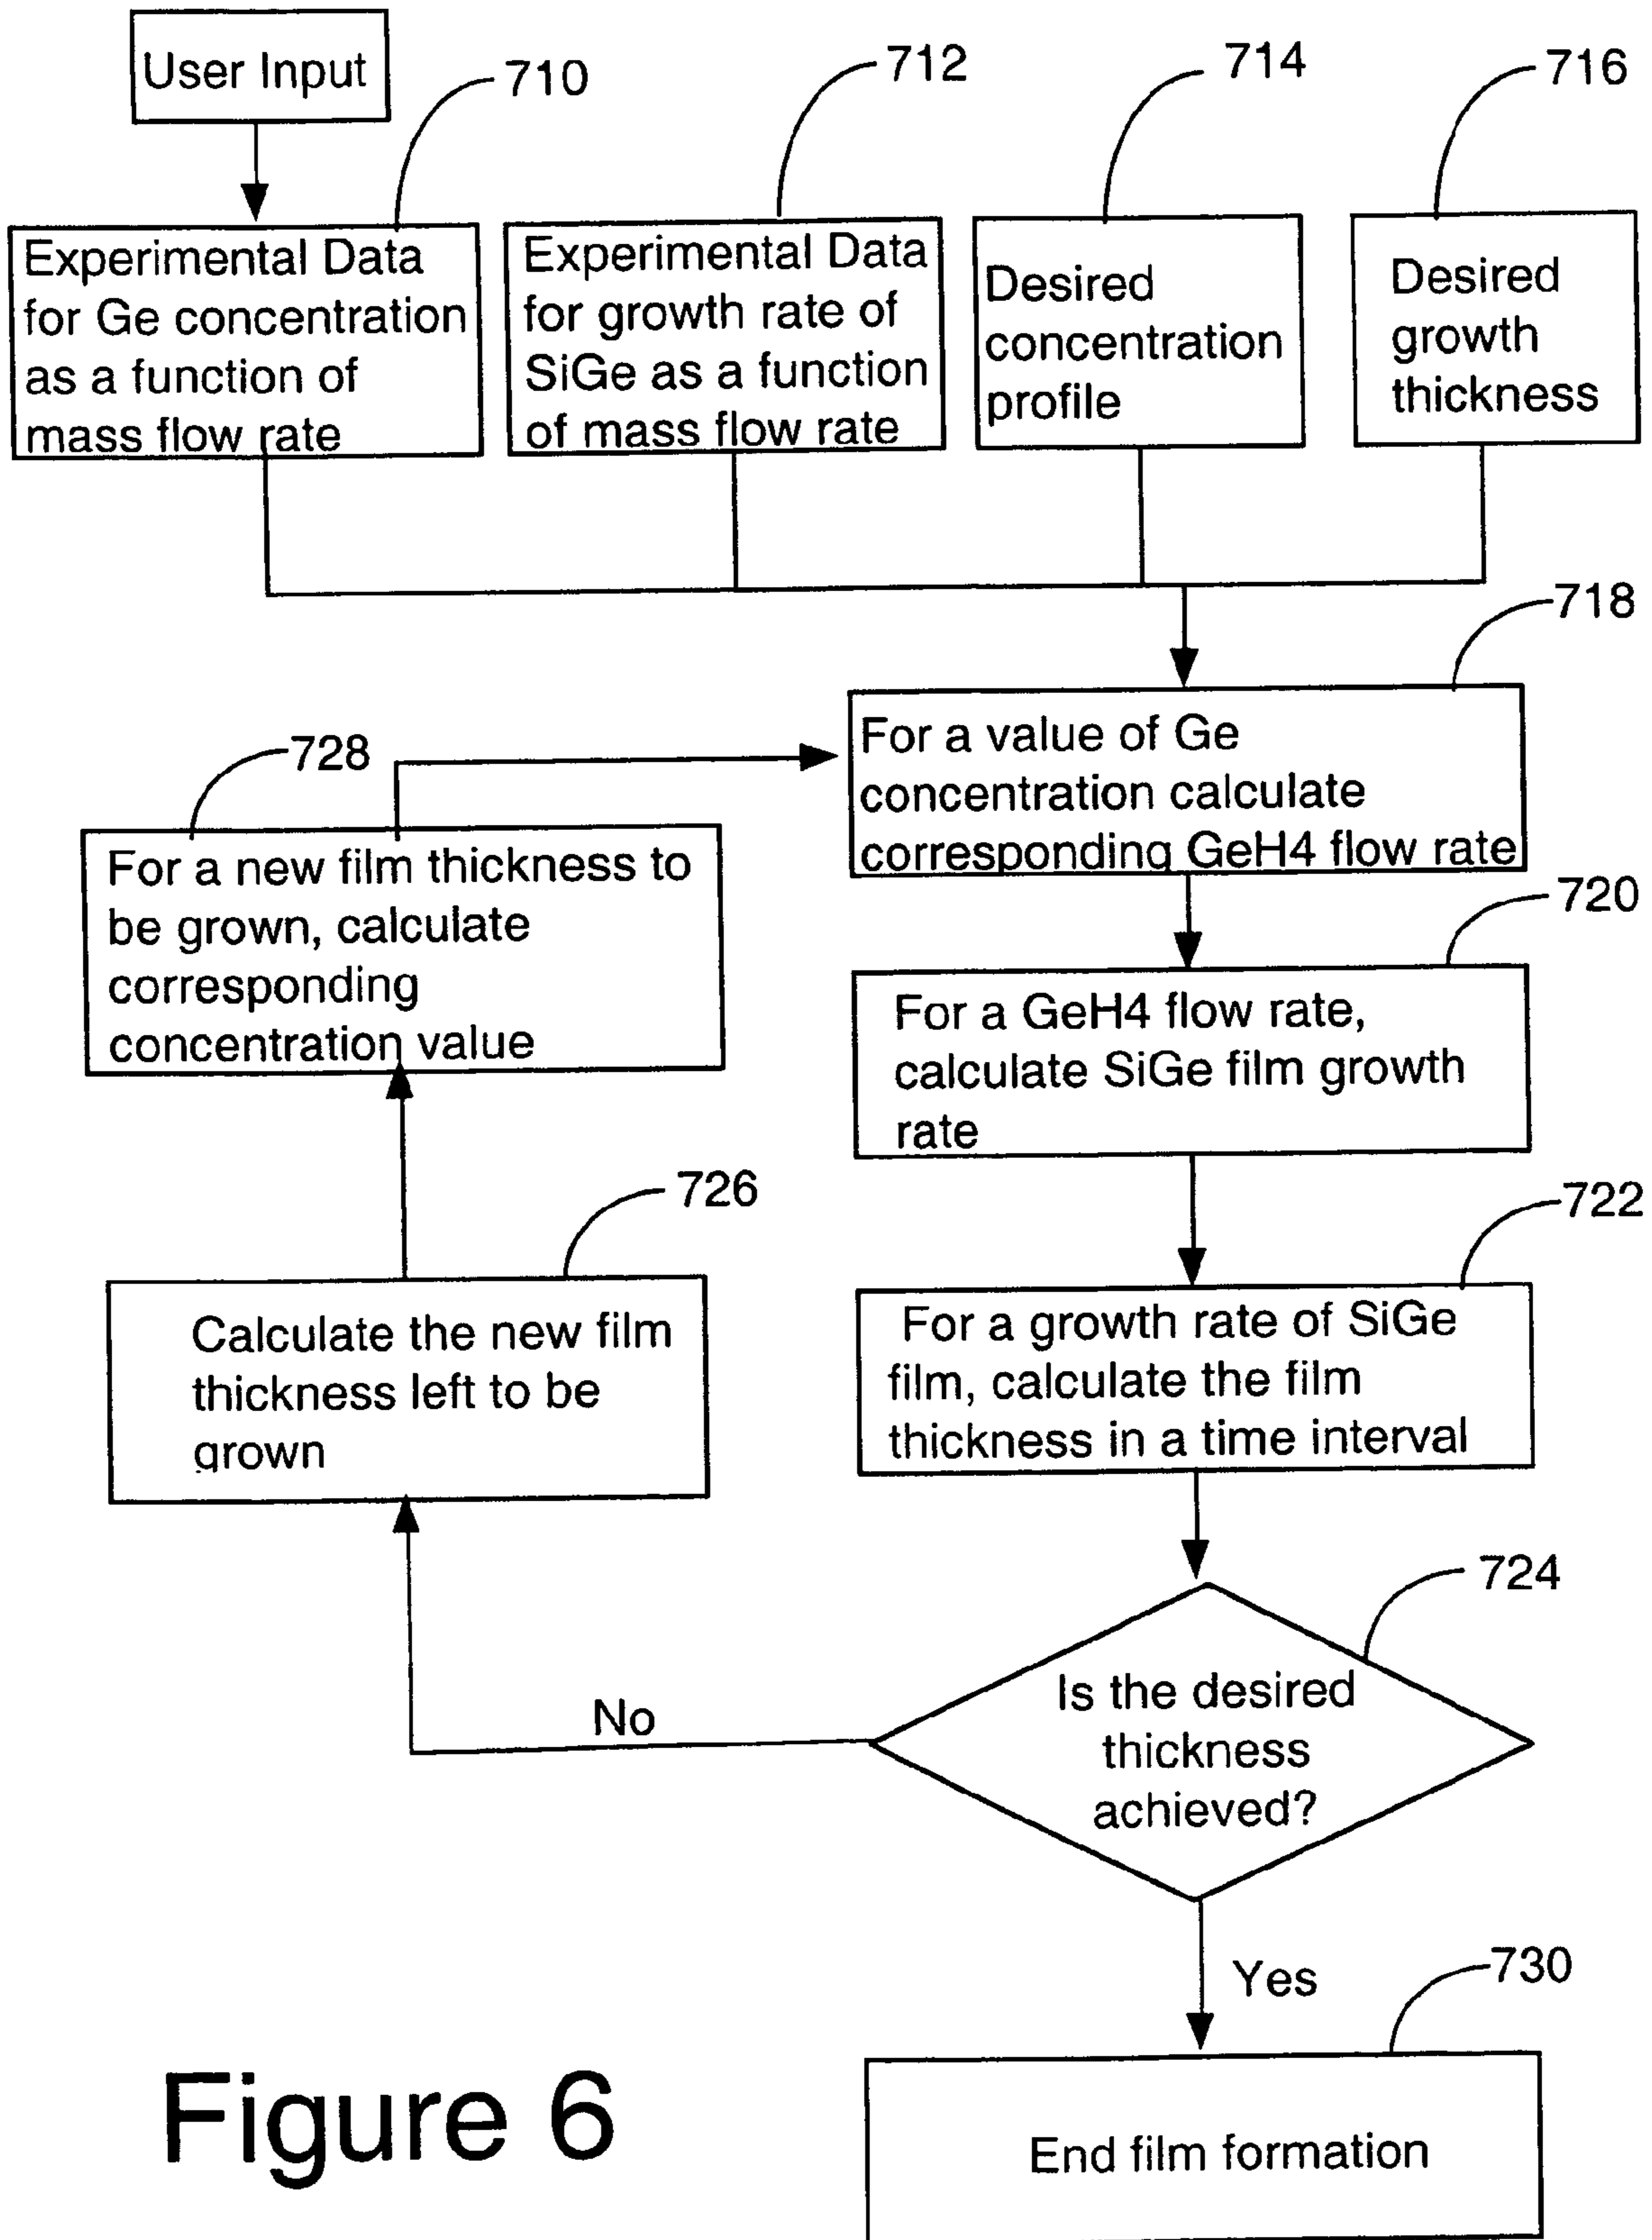 User Input
710
712
714
716
Experimental Data
for Ge concentration
as a function of
mass flow rate
Experimental Data
for growth rate of
SiGe as a function
of mass flow rate
Desired
concentration
profile
Desired
growth
thickness
718
For a value of Ge
concentration calculate
corresponding GeH4 flow rate
728
For a new film thickness to
be grown, calculate
corresponding
concentration value
720
For a GeH4 flow rate,
calculate SiGe film growth
rate
726
Calculate the new film
thickness left to be
grown
722
For a growth rate of SiGe
film, calculate the film
thickness in a time interval
724
Is the desired
thickness
achieved?
No
Yes
730
End film formation
Figure 6